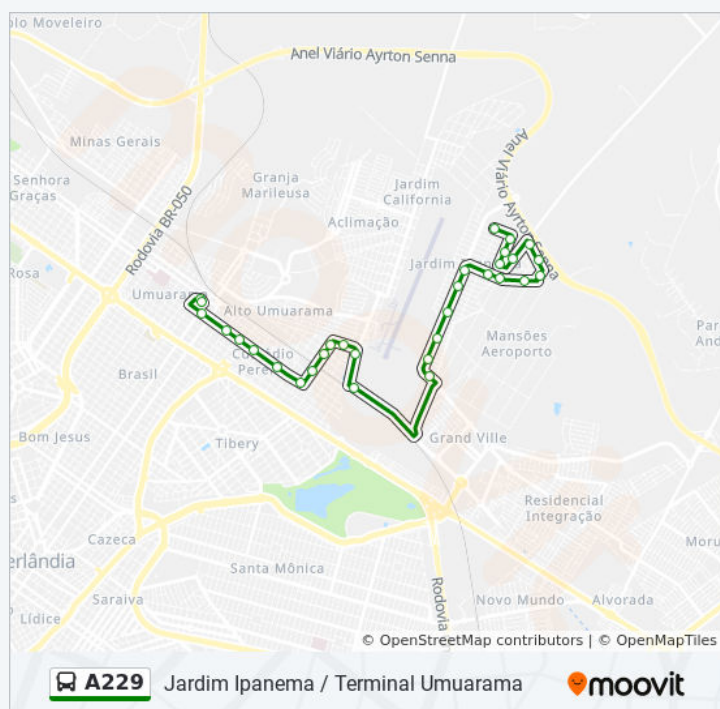 olo Moveleiro
Anel Viário Ayrton Senna
Minas Gerais
Anel Viário Ayrton Senna
Senhora
Graças
Granja
Marileusa
Jardim
California
Rodovia BR-050
Aclimação
Rosa
Jardim
Umuarama
Alto Umuarama
Par
And
Mansões
Aeroporto
Custódio
Pereira
Brasil
Bom Jesus
Tibery
Grand Ville
Residencial
Integração
Cazeca
Moru
erlândia
Santa Mônica
Saraiva
Rodovia
Novo Mundo
Alvorada
Lídice
© OpenStreetMap contributors | © OpenMapTiles
A229 Jardim Ipanema / Terminal Umuarama moovit